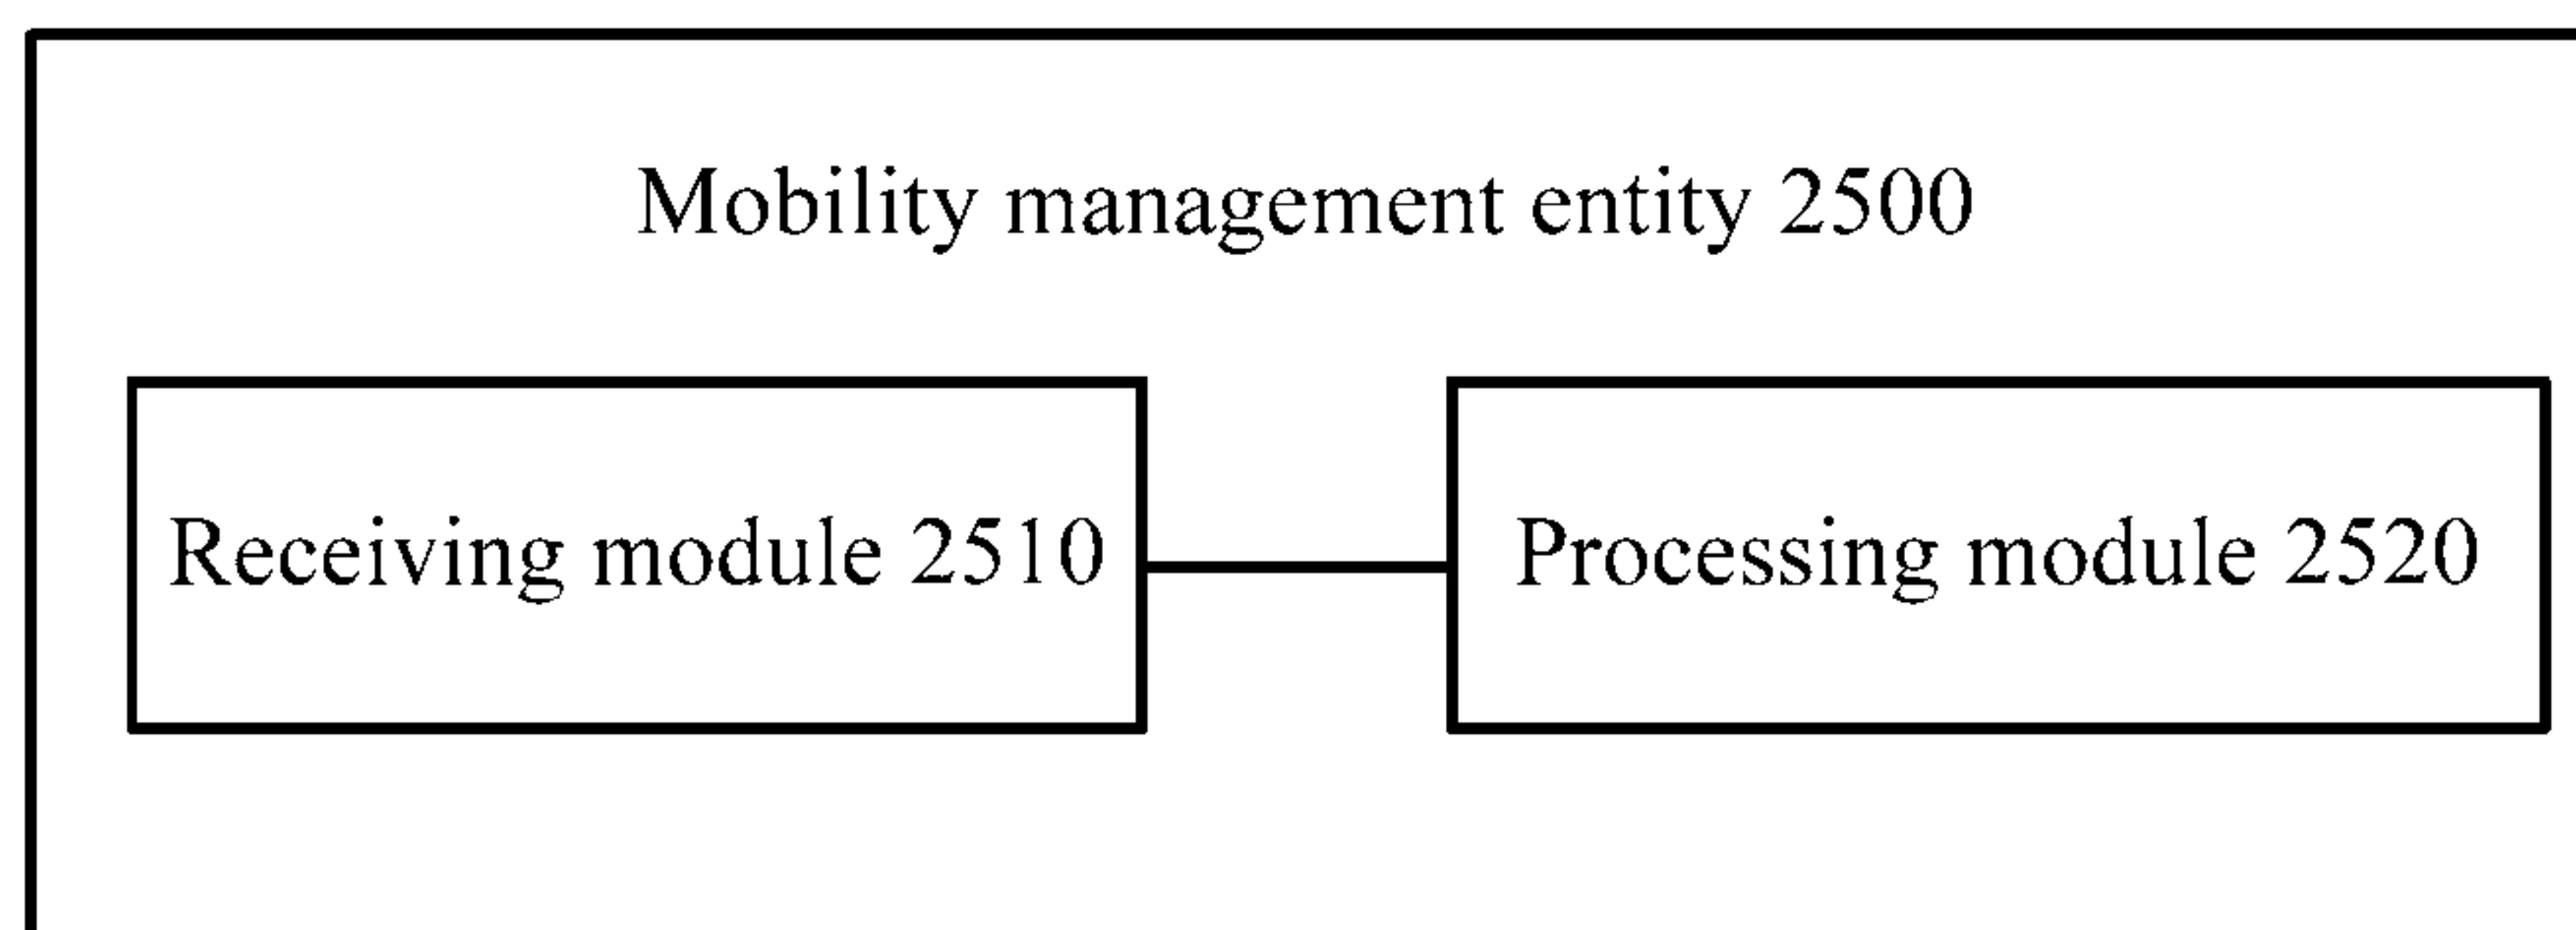 Mobility management entity 2500
Receiving module 2510
Processing module 2520